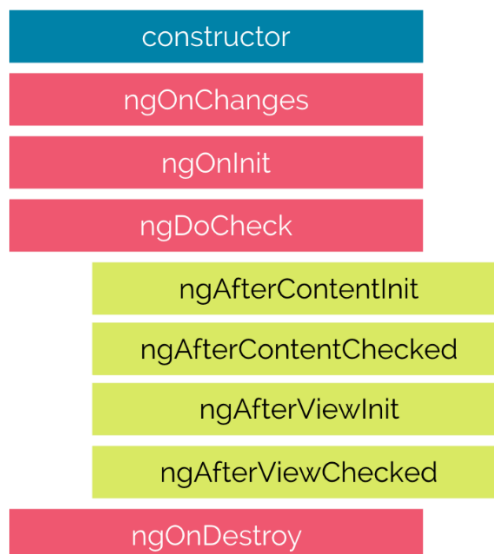 constructor
ngOnChanges
ngOnInit
ngDoCheck
ngAfterContentInit
ngAfterContentChecked
ngAfterViewInit
ngAfterViewChecked
ngOnDestroy